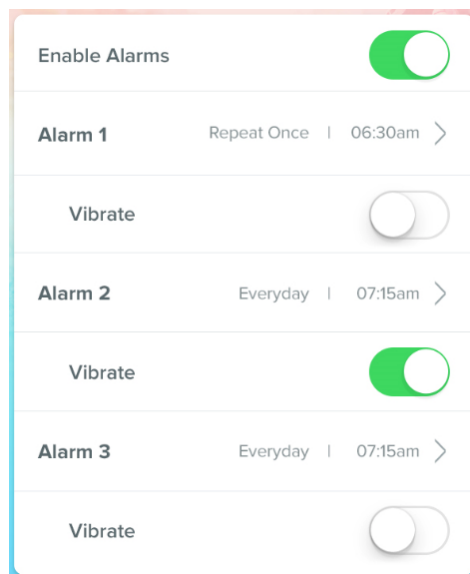 Enable Alarms
Alarm 1 Repeat Once | 06:30am
Vibrate
Alarm 2 Everyday | 07:15am
Vibrate
Alarm 3 Everyday | 07:15am
Vibrate